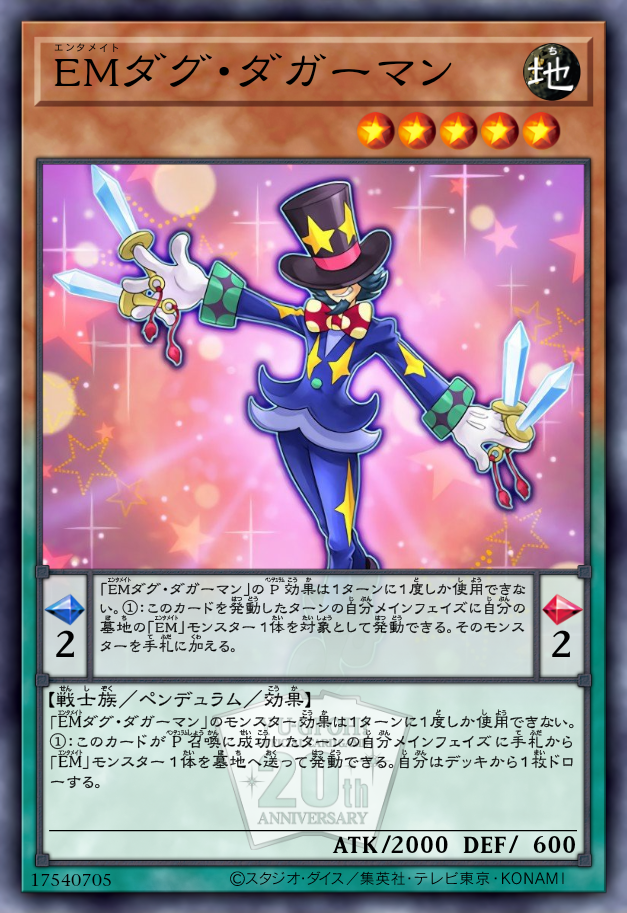 エンタメイト
EMダグ・ダガーマン
ち
地
「EMダグ・ダガーマン」のP効果は1ターンに1度しか使用できな
い。①:このカードを発動したターンの自分メインフェイズに自分の
墓地の「EM」モンスター1体を対象として発動できる。そのモンス
ターを手札に加える。
2
2
【戦士族/ペンデュラム/効果】
「EMダグ・ダガーマン」のモンスター効果は1ターンに1度しか使用できない。
①:このカードがP召喚に成功したターンの自分メインフェイズに手札から
「EM」モンスター1体を墓地へ送って発動できる。自分はデッキから1枚ドロ
ーする。
20th
ANNIVERSARY
ATK/2000 DEF/ 600
17540705
©スタジオ・ダイス/集英社・テレビ東京・KONAMI